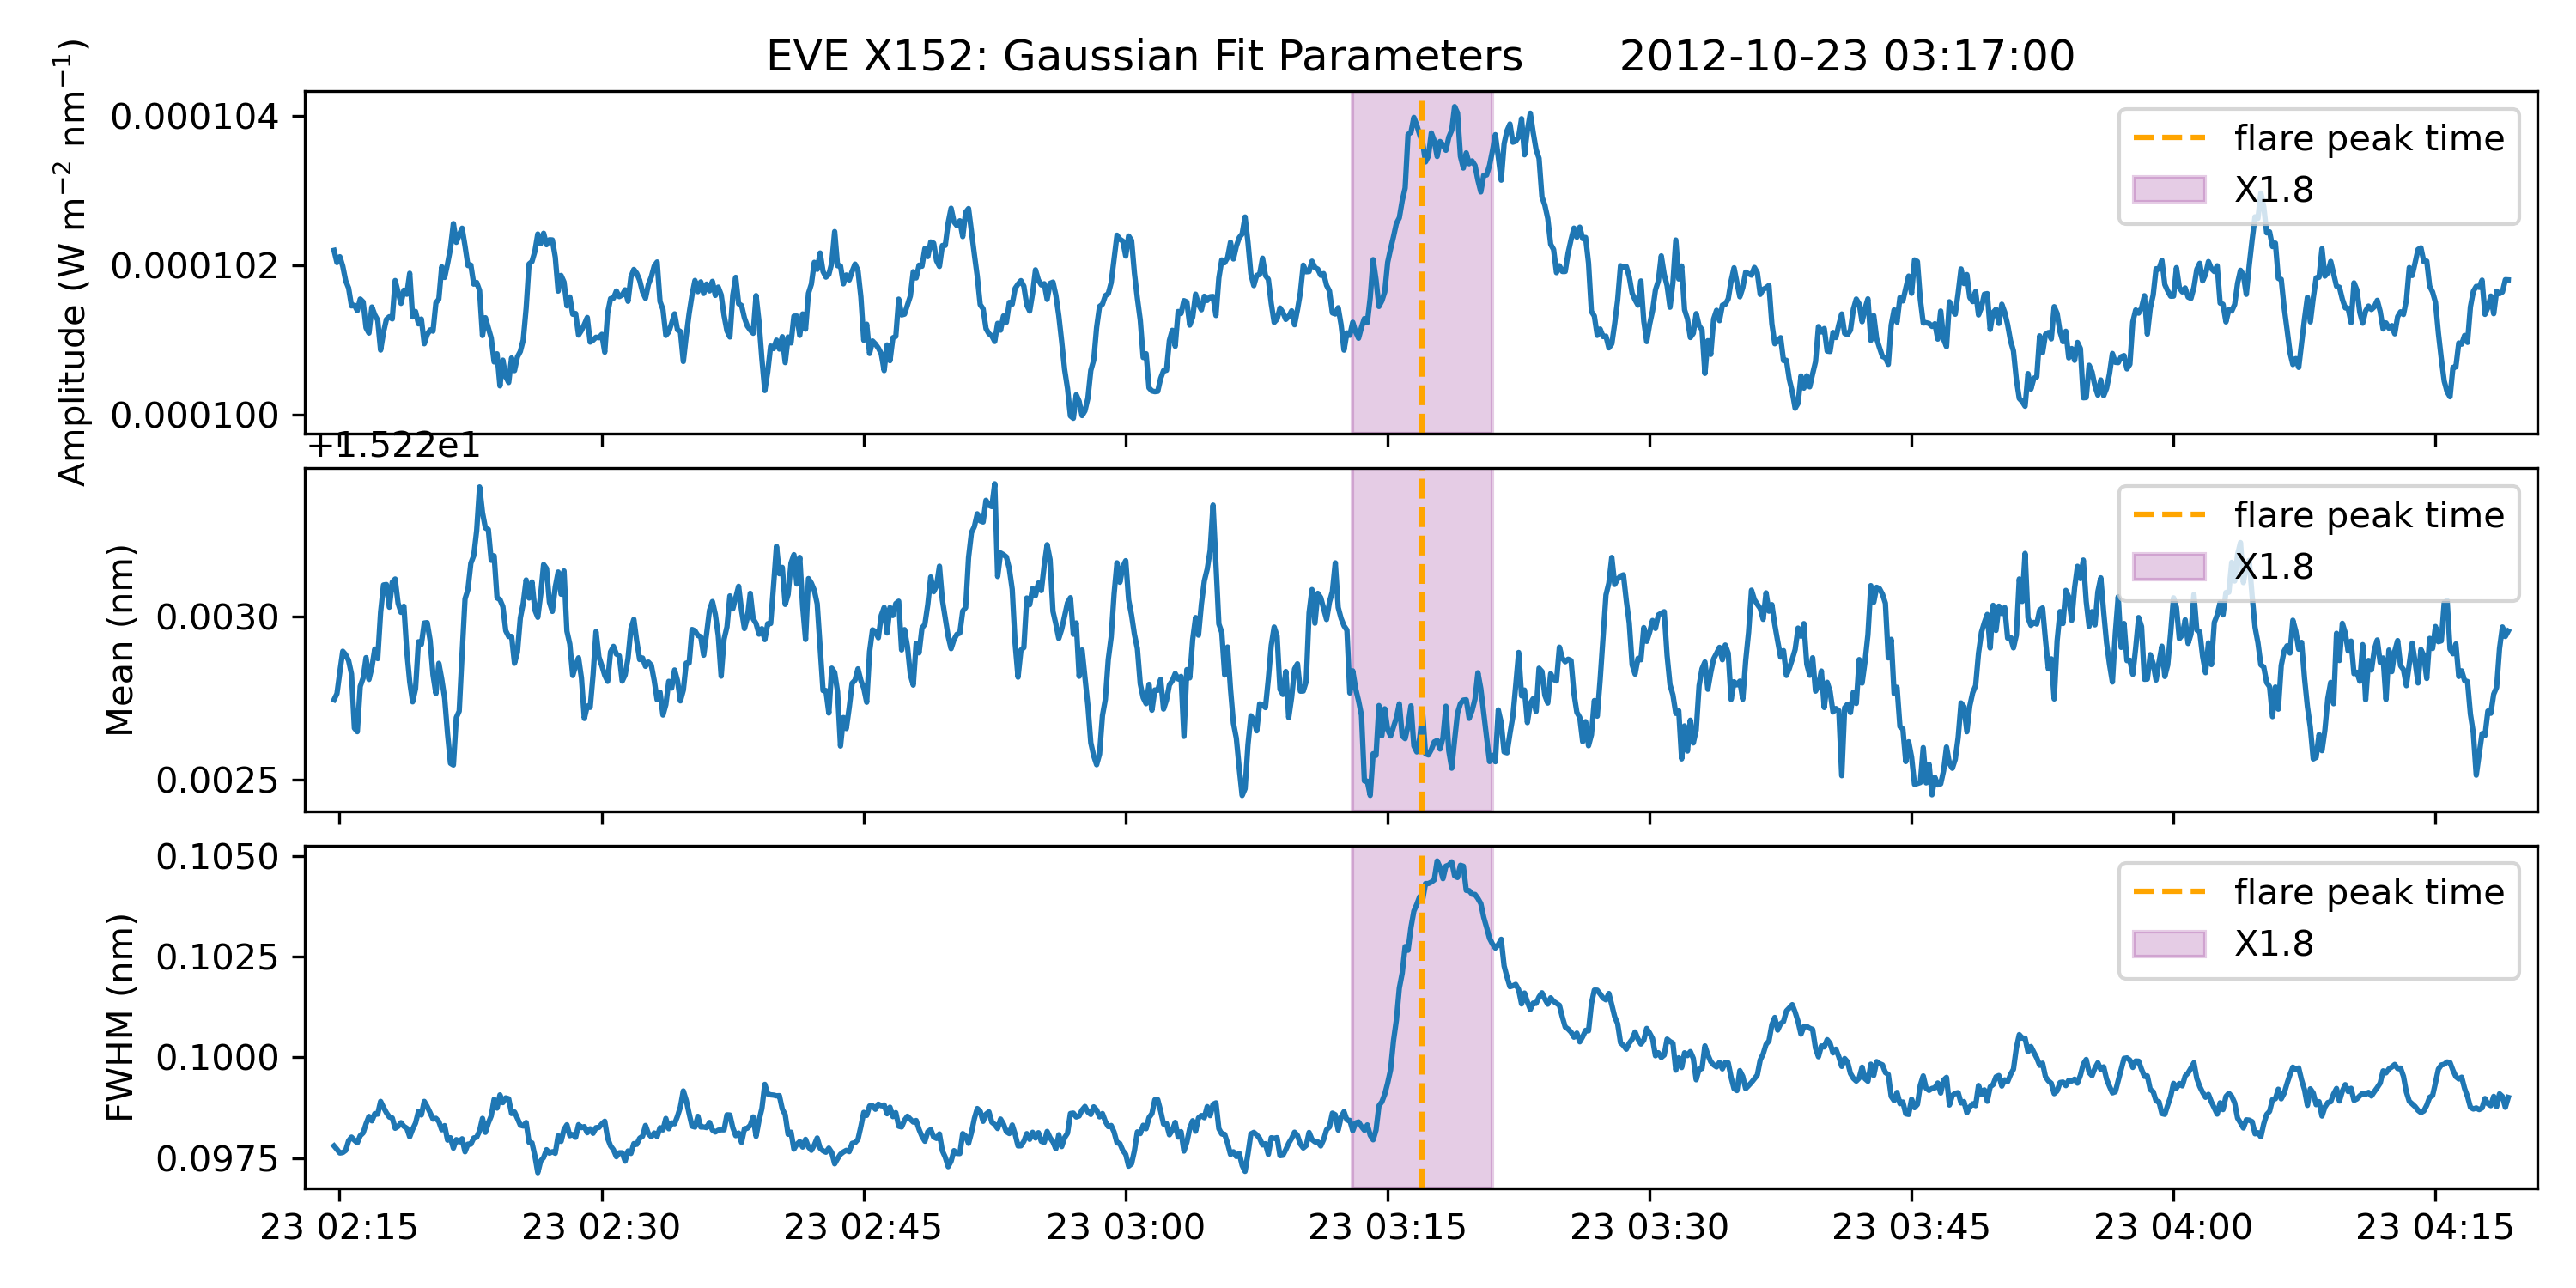 EVE X152: Gaussian Fit Parameters 2012-10-23 03:17:00
Amplitude (W m⁻² nm⁻¹)
0.000104
0.000102
0.000100
flare peak time
X1.8
+1.522e1
Mean (nm)
0.0030
0.0025
flare peak time
X1.8
FWHM (nm)
0.1050
0.1025
0.1000
0.0975
flare peak time
X1.8
23 02:15 23 02:30 23 02:45 23 03:00 23 03:15 23 03:30 23 03:45 23 04:00 23 04:15